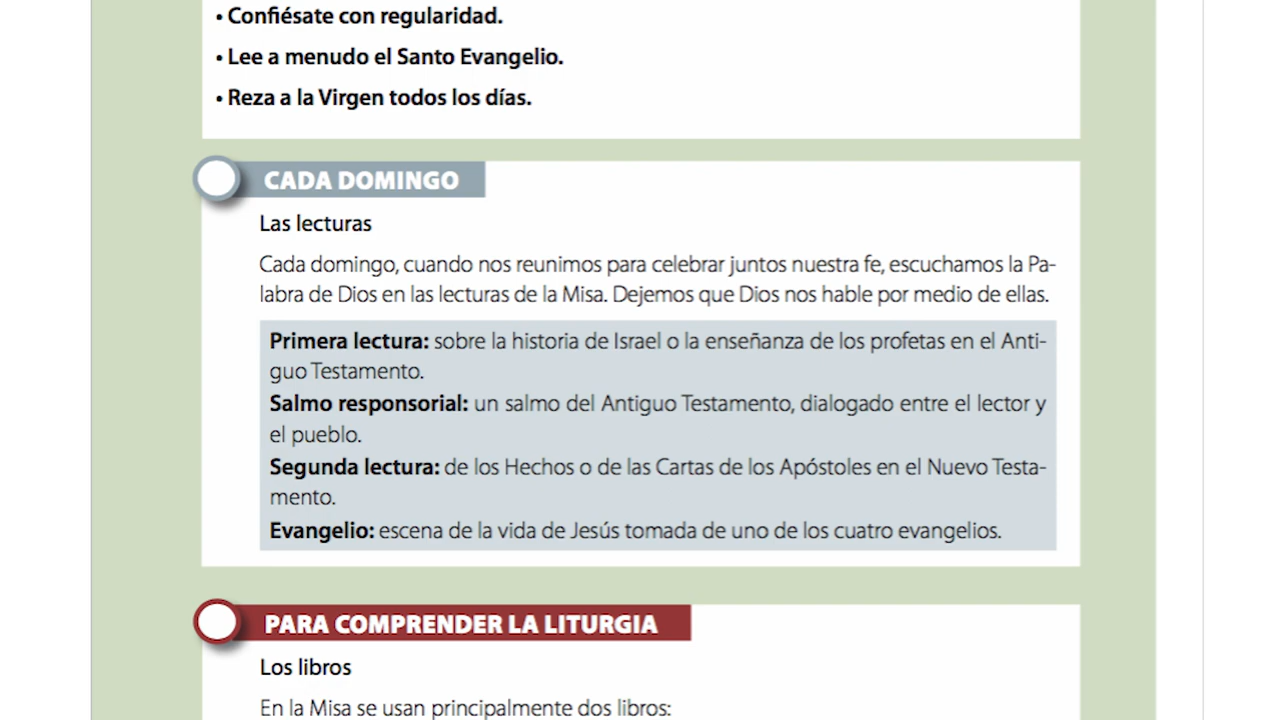 • Confiésate con regularidad.
• Lee a menudo el Santo Evangelio.
• Reza a la Virgen todos los días.
CADA DOMINGO
Las lecturas
Cada domingo, cuando nos reunimos para celebrar juntos nuestra fe, escuchamos la Pa-
labra de Dios en las lecturas de la Misa. Dejemos que Dios nos hable por medio de ellas.
Primera lectura: sobre la historia de Israel o la enseñanza de los profetas en el Anti-
guo Testamento.
Salmo responsorial: un salmo del Antiguo Testamento, dialogado entre el lector y
el pueblo.
Segunda lectura: de los Hechos o de las Cartas de los Apóstoles en el Nuevo Testa-
mento.
Evangelio: escena de la vida de Jesús tomada de uno de los cuatro evangelios.
PARA COMPRENDER LA LITURGIA
Los libros
En la Misa se usan principalmente dos libros: